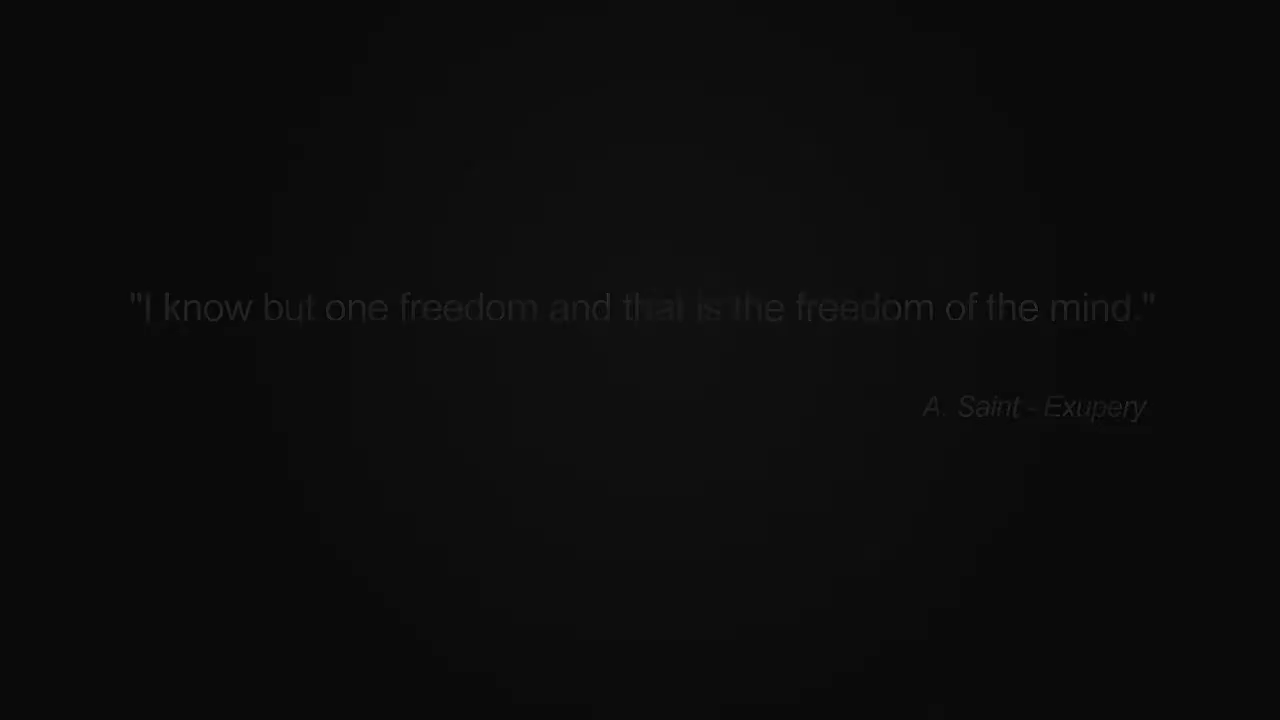 "I know but one freedom and that is the freedom of the mind."
A. Saint - Exupery